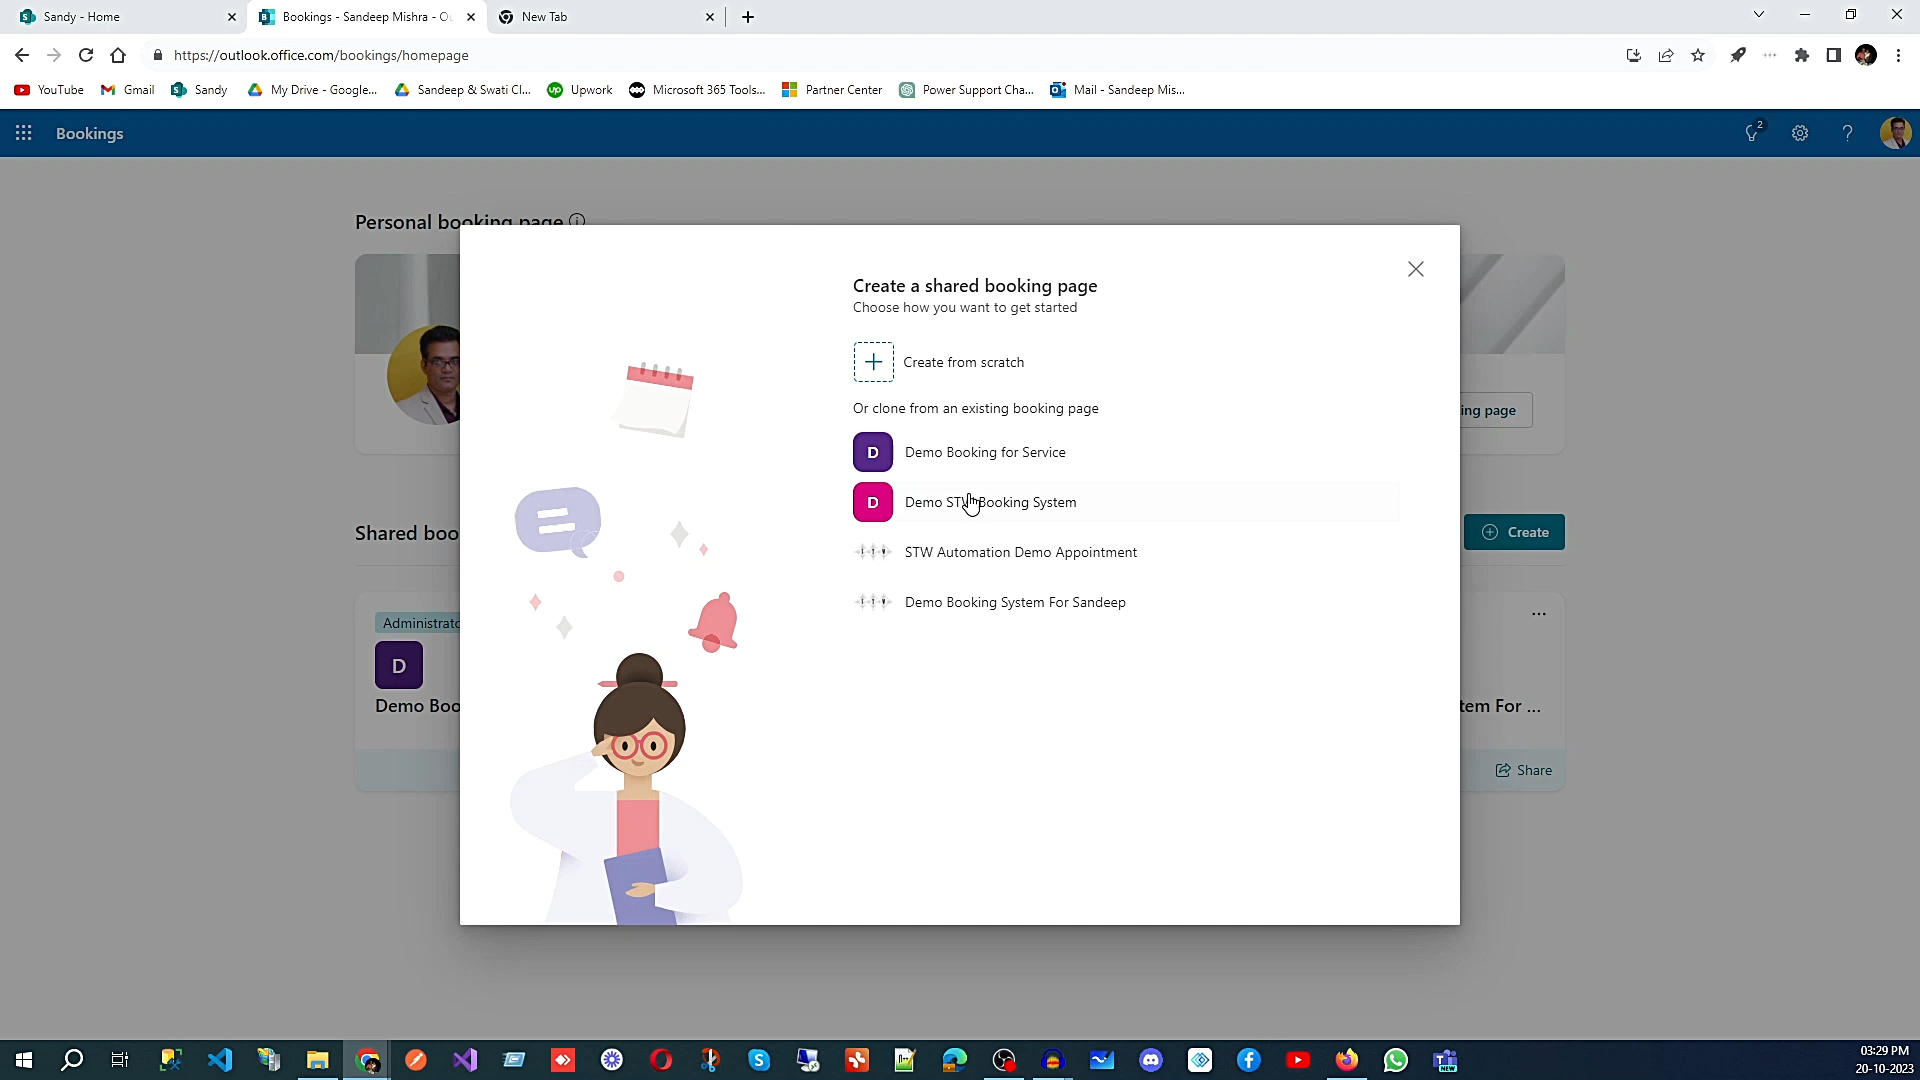 Sandy - Home
Bookings - Sandeep Mishra - Ou
New Tab
https://outlook.office.com/bookings/homepage
YouTube
Gmail
Sandy
My Drive - Google...
Sandeep & Swati Cl...
Upwork
Microsoft 365 Tools...
Partner Center
Power Support Cha...
Mail - Sandeep Mis...
Bookings
2
Personal booking page
Create a shared booking page
Choose how you want to get started
Create from scratch
Or clone from an existing booking page
ing page
D Demo Booking for Service
D Demo STW Booking System
STW Automation Demo Appointment
Demo Booking System For Sandeep
Shared boo
Create
Administrato
D
Demo Boo
tem For ...
Share
03:29 PM
20-10-2023